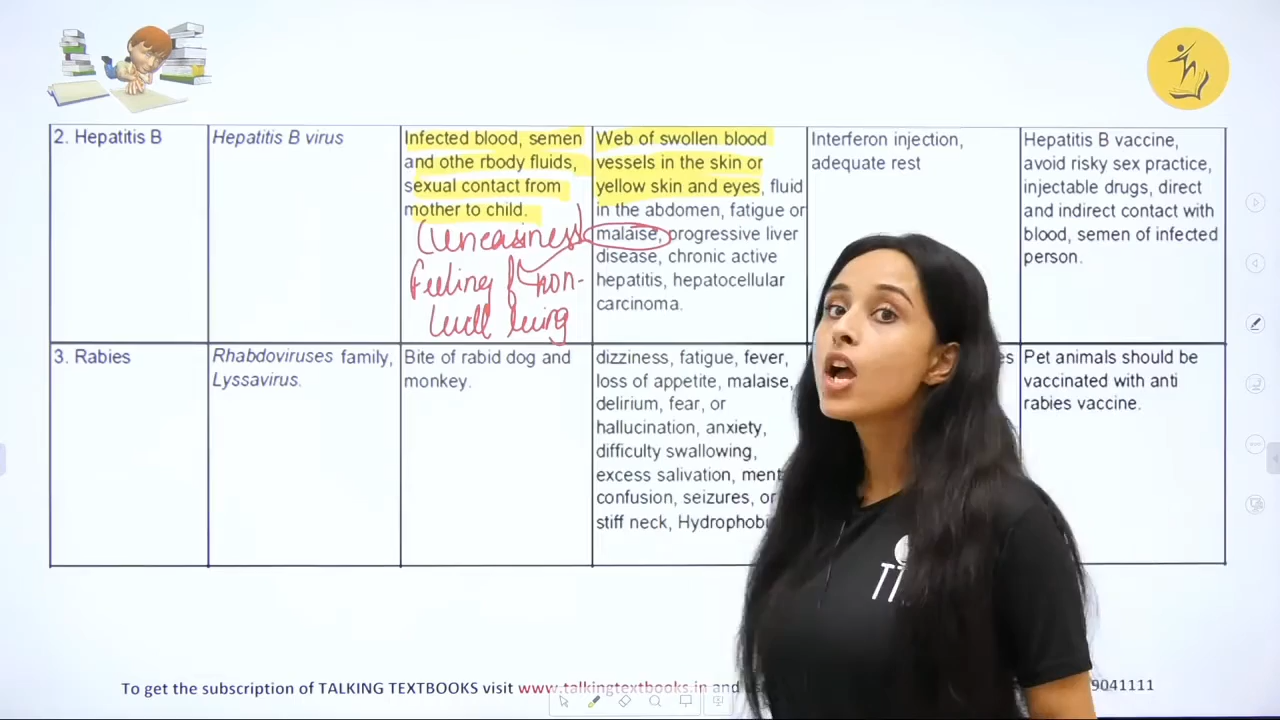 2. Hepatitis B
Hepatitis B virus
Infected blood, semen
and othe rbody fluids,
sexual contact from
mother to child.
(uneasiness)
feeling of non-
well being
Web of swollen blood
vessels in the skin or
yellow skin and eyes, fluid
in the abdomen, fatigue or
malaise, progressive liver
disease, chronic active
hepatitis, hepatocellular
carcinoma.
Interferon injection,
adequate rest
Hepatitis B vaccine,
avoid risky sex practice,
injectable drugs, direct
and indirect contact with
blood, semen of infected
person.
3. Rabies
Rhabdoviruses family,
Lyssavirus.
Bite of rabid dog and
monkey.
dizziness, fatigue, fever,
loss of appetite, malaise,
delirium, fear, or
hallucination, anxiety,
difficulty swallowing,
excess salivation,
confusion, seizures, or
stiff neck,
Pet animals should be
vaccinated with anti
rabies vaccine.
To get the subscription of TALKING TEXTBOOKS visit www.talkingtextbooks.in and 9041111